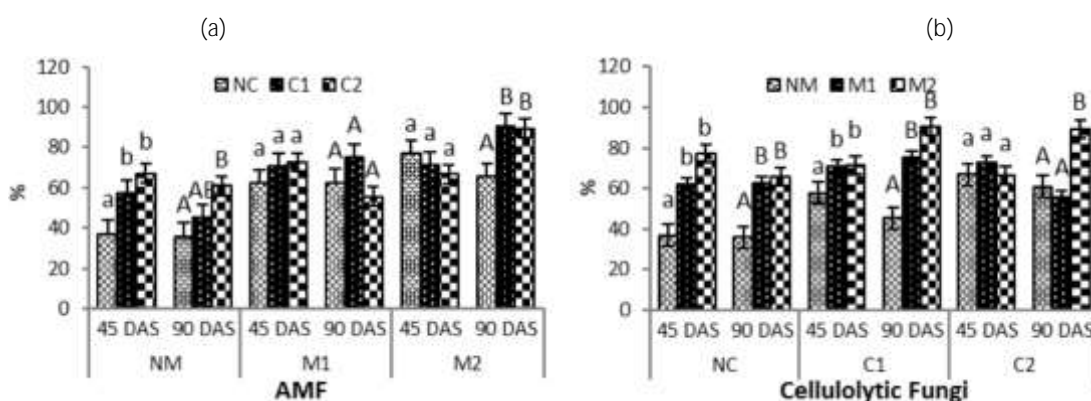 (a)
(b)
120
100
80
60
40
20
0
%
NC C1 C2
a b b A AB B a a a A A A a a a A B B
45 DAS 90 DAS 45 DAS 90 DAS 45 DAS 90 DAS
NM M1 M2
AMF
120
100
80
60
40
20
0
%
NM M1 M2
a b b A B B a b b A B B a a a A A B
45 DAS 90 DAS 45 DAS 90 DAS 45 DAS 90 DAS
NC C1 C2
Cellulolytic Fungi